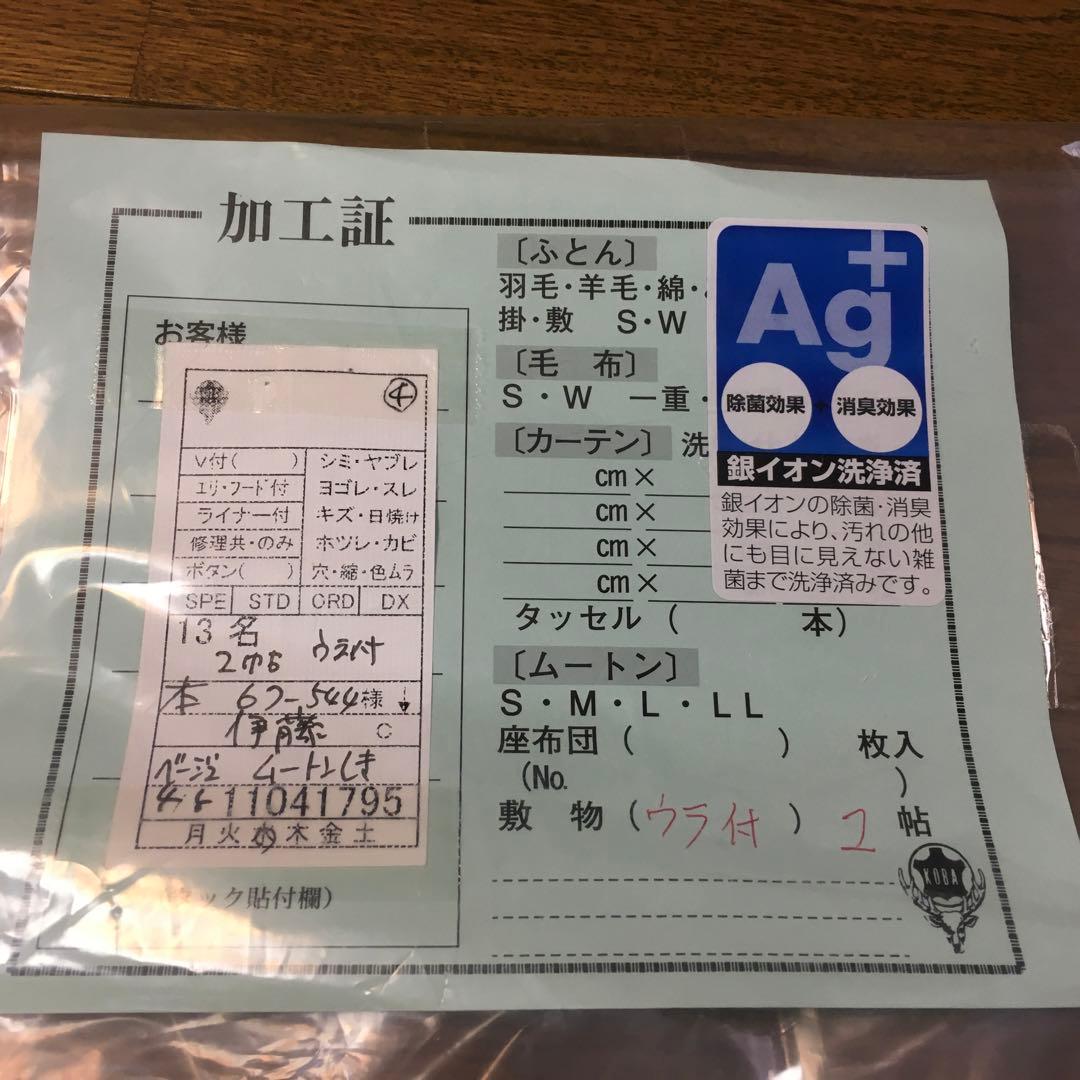 加工証
お客様
チ
V付( ) シミ・ヤブレ
エリ・フード付 ヨゴレ・スレ
ライナー付 キズ・日焼け
修理共・のみ ホツレ・カビ
ボタン( ) 穴・縮・色ムラ
SPE STD ORD DX
13名
ウラ付
本 67-544様
伊藤 C
ベージュ ムートンしき
11041795
月火水木金土
ック貼付欄)
〔ふとん〕
羽毛・羊毛・綿・
掛・敷 S・W
〔毛 布〕
S・W 一重・
〔カーテン〕 洗
cm×
cm×
cm×
cm×
タッセル( 本)
〔ムートン〕
S・M・L・LL
座布団( ) 枚入
(No. )
敷 物(ウラ付) 2 帖
KOBA
Ag+
除菌効果 + 消臭効果
銀イオン洗浄済
銀イオンの除菌・消臭
効果により、汚れの他
にも目に見えない雑
菌まで洗浄済みです。